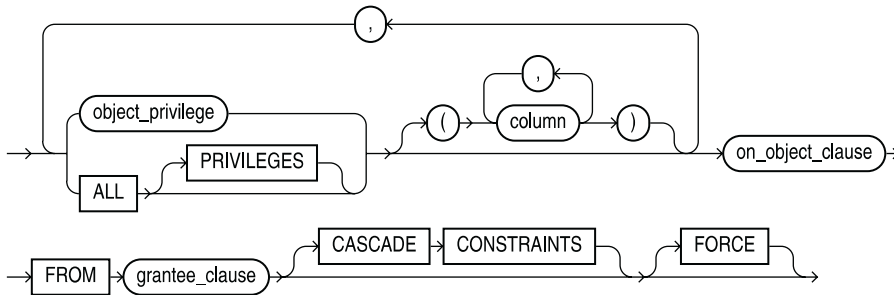 ,
,
object_privilege
( column )
PRIVILEGES
ALL
on_object_clause
CASCADE CONSTRAINTS FORCE
FROM grantee_clause